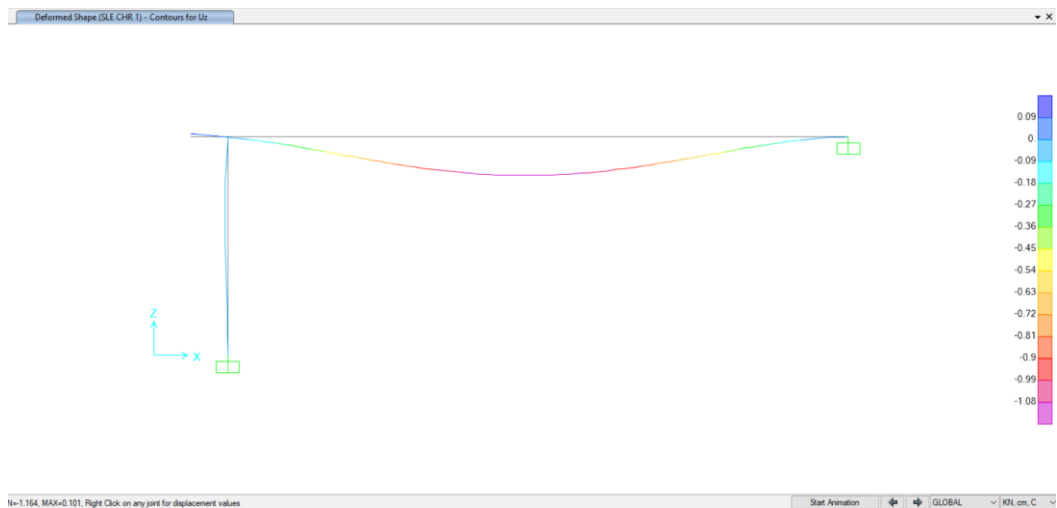 Deformed Shape (SLE CHR 1) - Contours for Uz
0.09
0.
-0.09
-0.18
-0.27
-0.36
-0.45
-0.54
-0.63
-0.72
-0.81
-0.9
-0.99
-1.08
Z
X
N=-1.164, MAX=0.101, Right Click on any joint for displacement values
Start Animation GLOBAL KN, cm, C